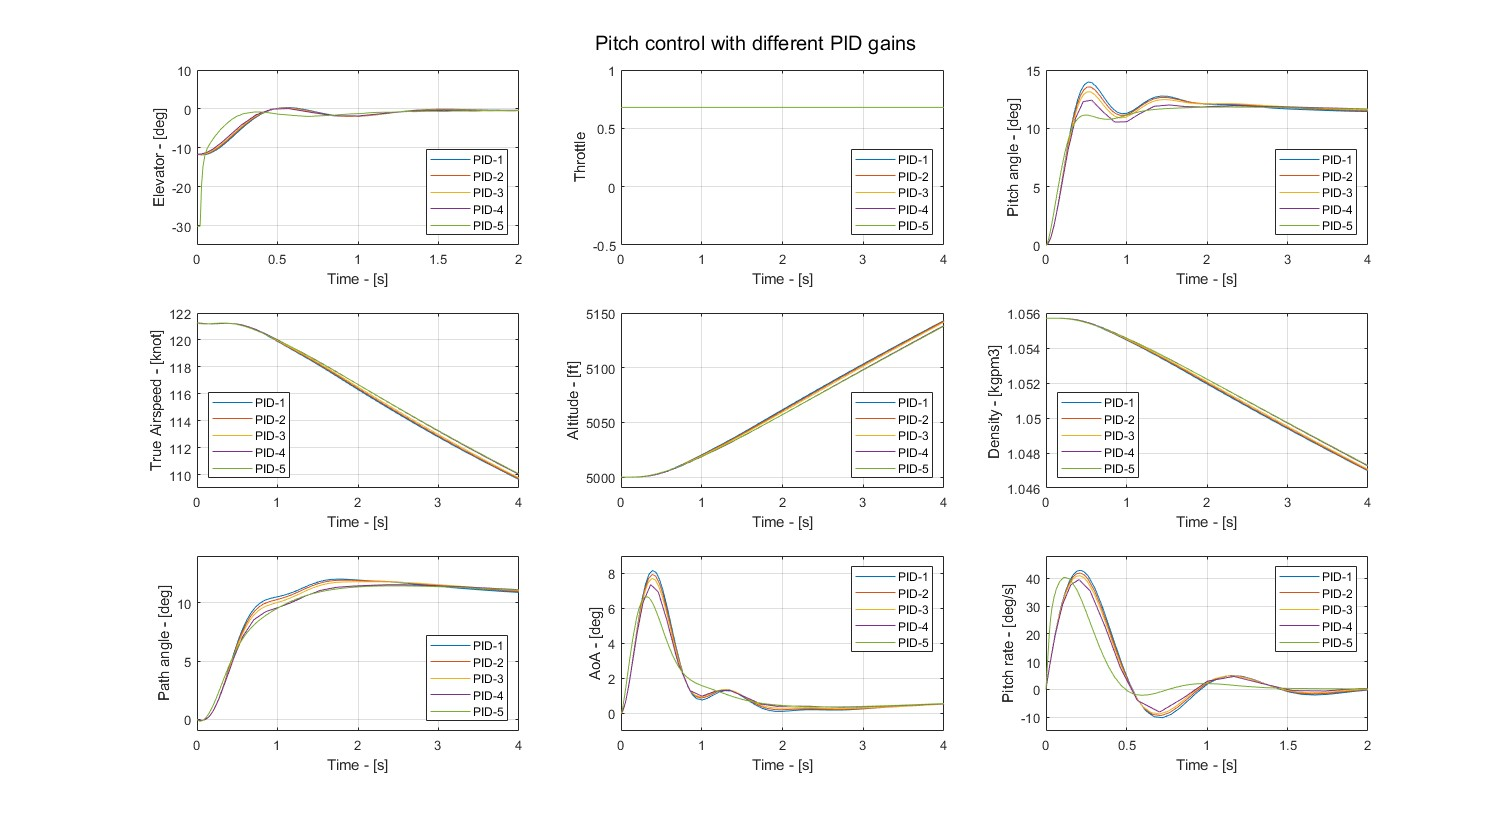 Pitch control with different PID gains
10
0
-10
-20
-30
Elevator - [deg]
PID-1
PID-2
PID-3
PID-4
PID-5
0 0.5 1 1.5 2
Time - [s]
1
0.5
0
-0.5
Throttle
PID-1
PID-2
PID-3
PID-4
PID-5
0 1 2 3 4
Time - [s]
15
10
5
0
Pitch angle - [deg]
PID-1
PID-2
PID-3
PID-4
PID-5
0 1 2 3 4
Time - [s]
122
120
118
116
114
112
110
True Airspeed - [knot]
PID-1
PID-2
PID-3
PID-4
PID-5
0 1 2 3 4
Time - [s]
5150
5100
5050
5000
Altitude - [ft]
PID-1
PID-2
PID-3
PID-4
PID-5
0 1 2 3 4
Time - [s]
1.056
1.054
1.052
1.05
1.048
1.046
Density - [kgpm3]
PID-1
PID-2
PID-3
PID-4
PID-5
0 1 2 3 4
Time - [s]
10
5
0
Path angle - [deg]
PID-1
PID-2
PID-3
PID-4
PID-5
0 1 2 3 4
Time - [s]
8
6
4
2
0
AoA - [deg]
PID-1
PID-2
PID-3
PID-4
PID-5
0 1 2 3 4
Time - [s]
40
30
20
10
0
-10
Pitch rate - [deg/s]
PID-1
PID-2
PID-3
PID-4
PID-5
0 0.5 1 1.5 2
Time - [s]